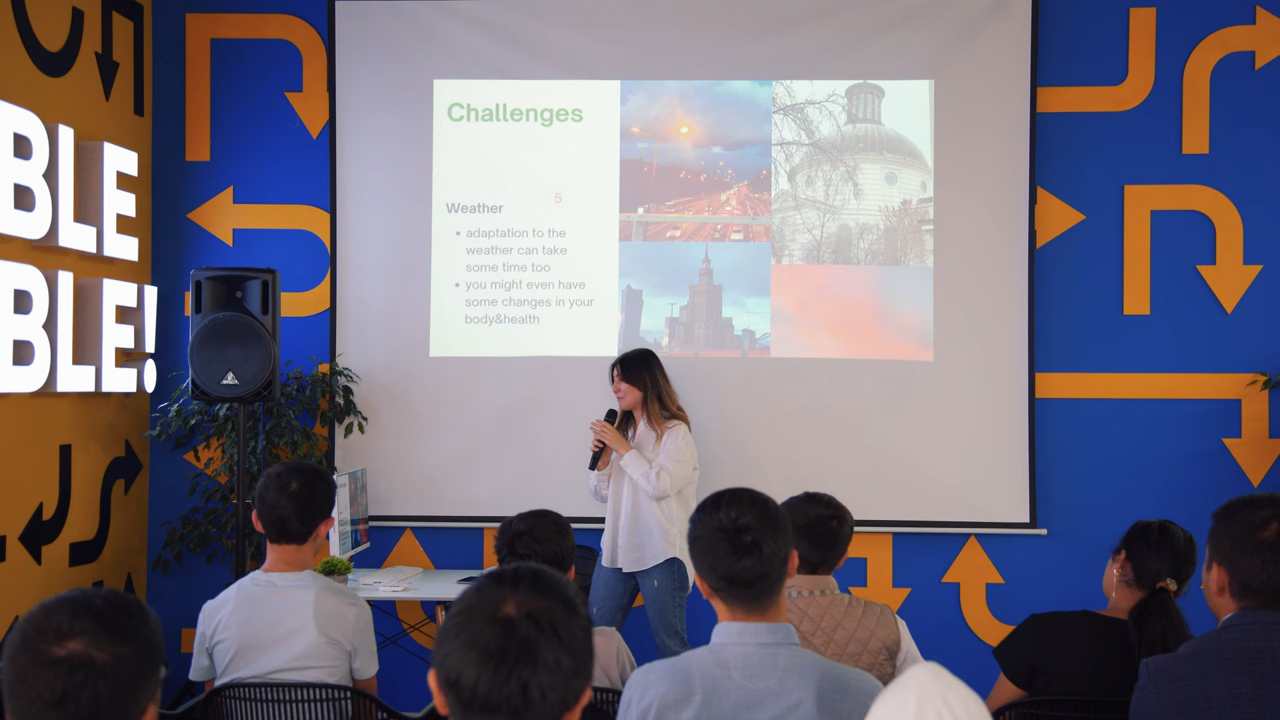 BLE
BLE!
Challenges
5
Weather
• adaptation to the
weather can take
some time too
• you might even have
some changes in your
body&health